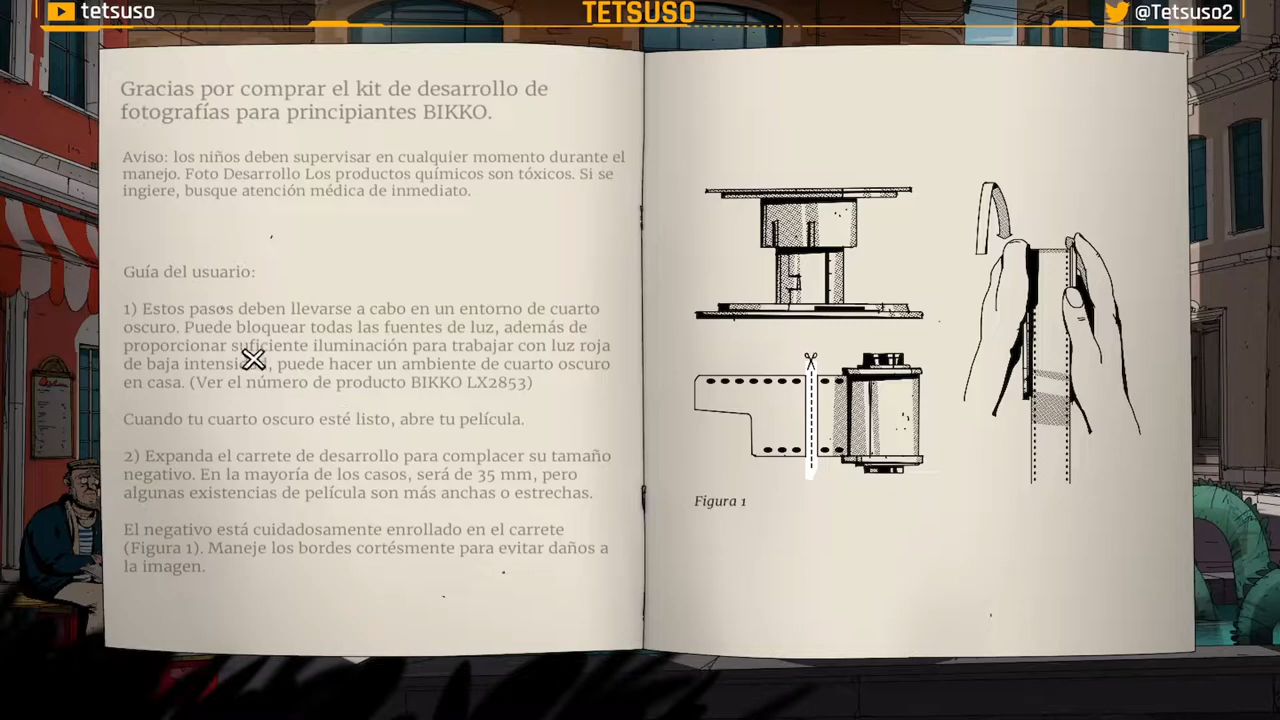 tetsuso
TETSUSO
@Tetsuso2
Gracias por comprar el kit de desarrollo de
fotografías para principiantes BIKKO.
Aviso: los niños deben supervisar en cualquier momento durante el
manejo. Foto Desarrollo Los productos químicos son tóxicos. Si se
ingiere, busque atención médica de inmediato.
Guía del usuario:
1) Estos pasos deben llevarse a cabo en un entorno de cuarto
oscuro. Puede bloquear todas las fuentes de luz, además de
proporcionar suficiente iluminación para trabajar con luz roja
de baja intensidad, puede hacer un ambiente de cuarto oscuro
en casa. (Ver el número de producto BIKKO LX2853)
Cuando tu cuarto oscuro esté listo, abre tu película.
2) Expanda el carrete de desarrollo para complacer su tamaño
negativo. En la mayoría de los casos, será de 35 mm, pero
algunas existencias de película son más anchas o estrechas.
El negativo está cuidadosamente enrollado en el carrete
(Figura 1). Maneje los bordes cortésmente para evitar daños a
la imagen.
Figura 1